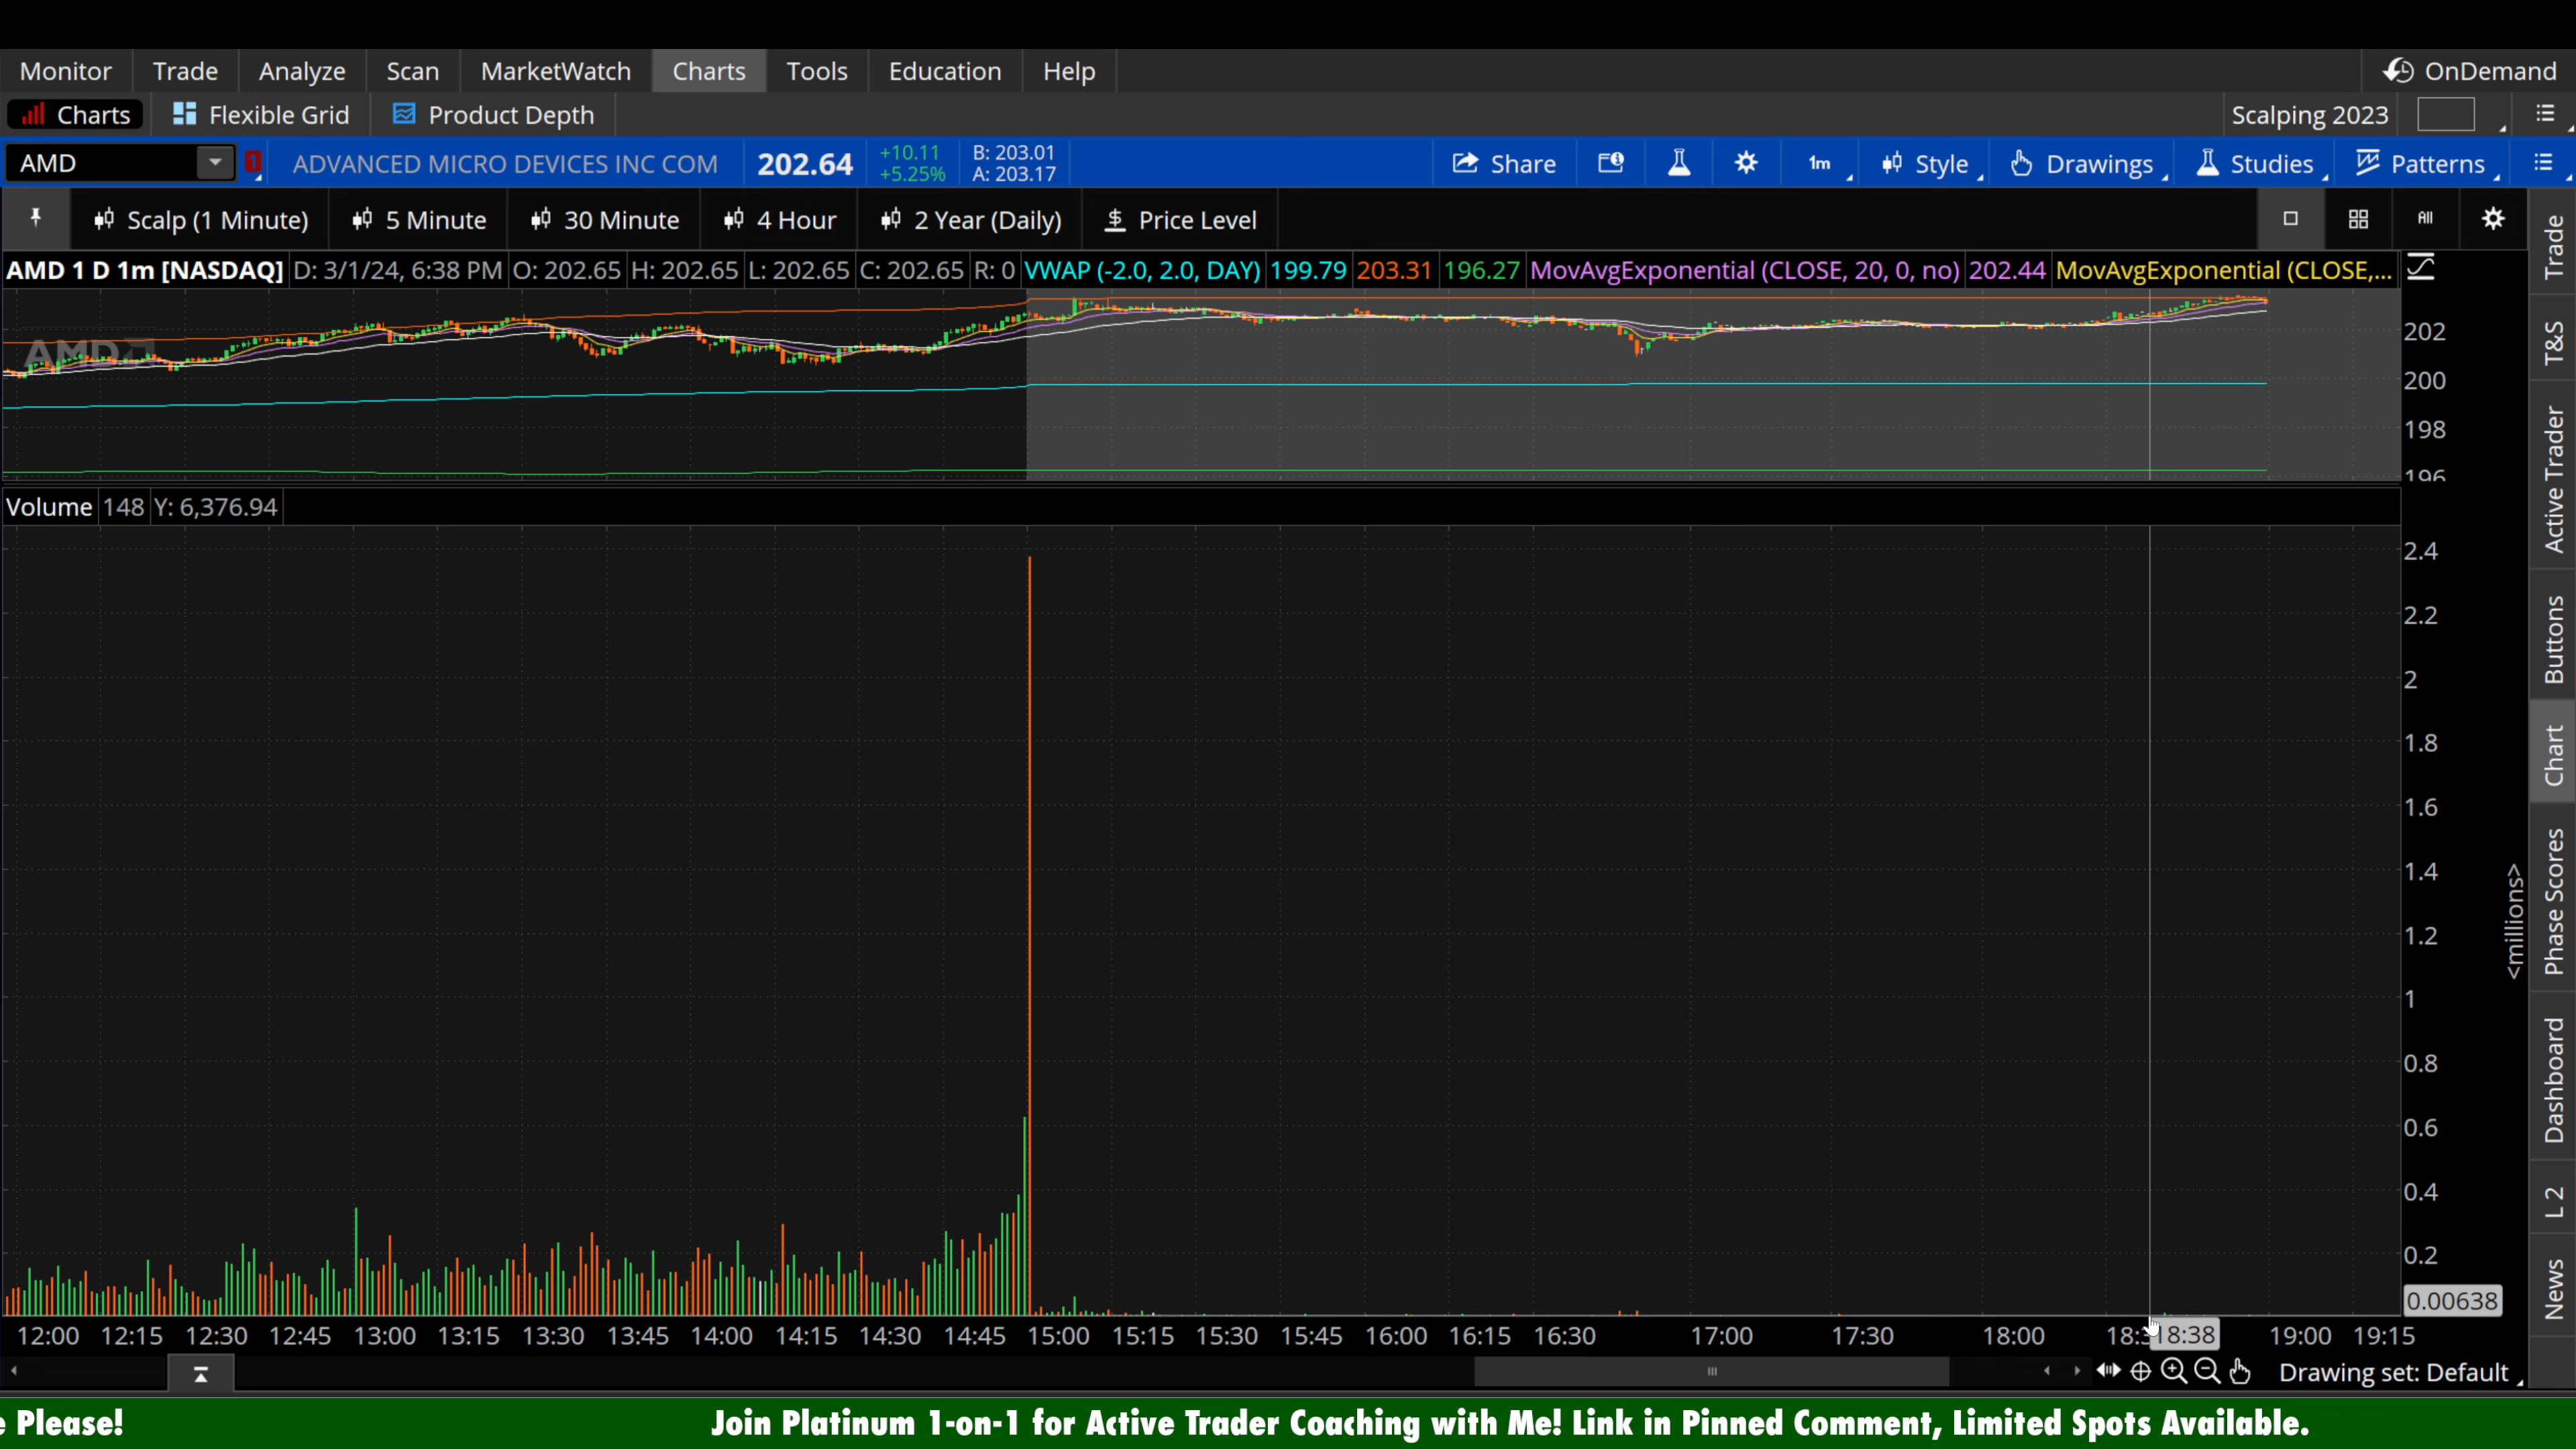 Monitor Trade Analyze Scan MarketWatch Charts Tools Education Help OnDemand
Charts Flexible Grid Product Depth Scalping 2023
AMD 1 ADVANCED MICRO DEVICES INC COM 202.64 +10.11 B: 203.01
+5.25% A: 203.17
Share 1m Style Drawings Studies Patterns
Scalp (1 Minute) 5 Minute 30 Minute 4 Hour 2 Year (Daily) $ Price Level All
AMD 1 D 1m [NASDAQ] D: 3/1/24, 6:38 PM O: 202.65 H: 202.65 L: 202.65 C: 202.65 R: 0 VWAP (-2.0, 2.0, DAY) 199.79 203.31 196.27 MovAvgExponential (CLOSE, 20, 0, no) 202.44 MovAvgExponential (CLOSE,...
AMD
202
200
198
196
Volume 148 Y: 6,376.94
2.4
2.2
2
1.8
1.6
1.4
1.2
1
0.8
0.6
0.4
0.2
0.00638
<millions>
12:00 12:15 12:30 12:45 13:00 13:15 13:30 13:45 14:00 14:15 14:30 14:45 15:00 15:15 15:30 15:45 16:00 16:15 16:30 17:00 17:30 18:00 18:38 19:00 19:15
Drawing set: Default
Trade
T&S
Active Trader
Buttons
Chart
Phase Scores
Dashboard
L 2
News
e Please! Join Platinum 1-on-1 for Active Trader Coaching with Me! Link in Pinned Comment, Limited Spots Available.